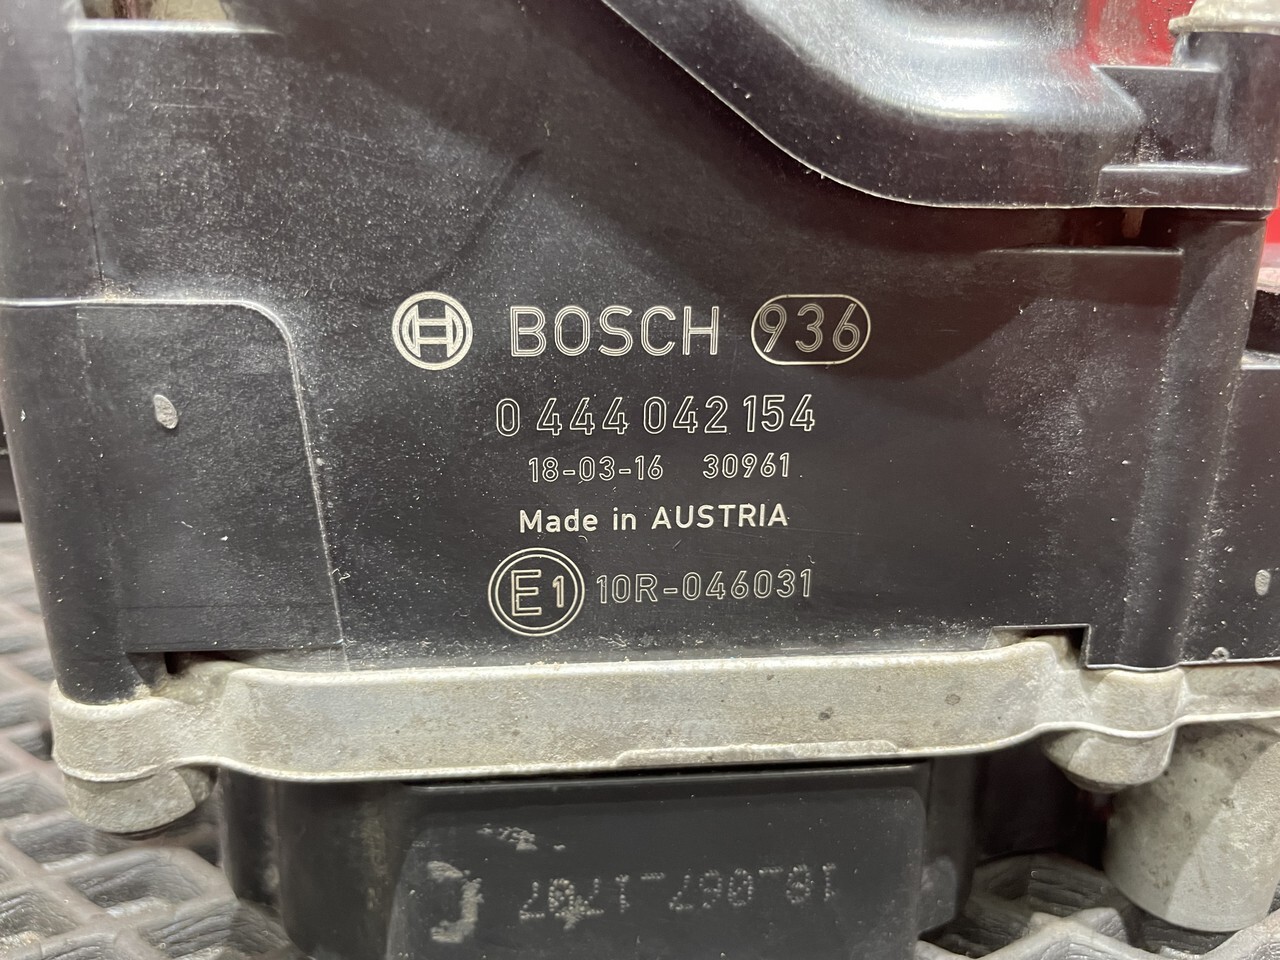 BOSCH 936
0 444 042 154
18-03-16 30961
Made in AUSTRIA
E1 10R-046031